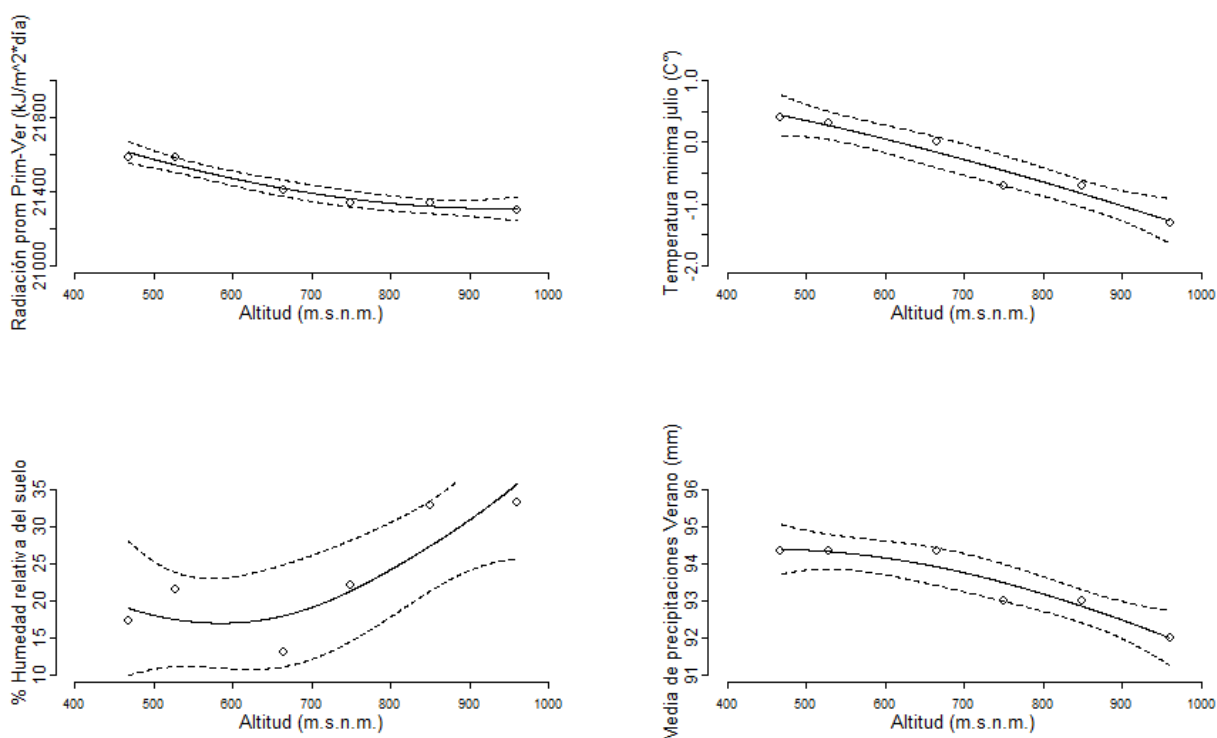 Radiación prom Prim-Ver (kJ/m^2*día)
21000 21400 21800
400 500 600 700 800 900 1000
Altitud (m.s.n.m.)
Temperatura minima julio (Cº)
-2.0 -1.0 0.0 1.0
400 500 600 700 800 900 1000
Altitud (m.s.n.m.)
% Humedad relativa del suelo
10 15 20 25 30 35
400 500 600 700 800 900 1000
Altitud (m.s.n.m.)
Media de precipitaciones Verano (mm)
91 92 93 94 95 96
400 500 600 700 800 900 1000
Altitud (m.s.n.m.)